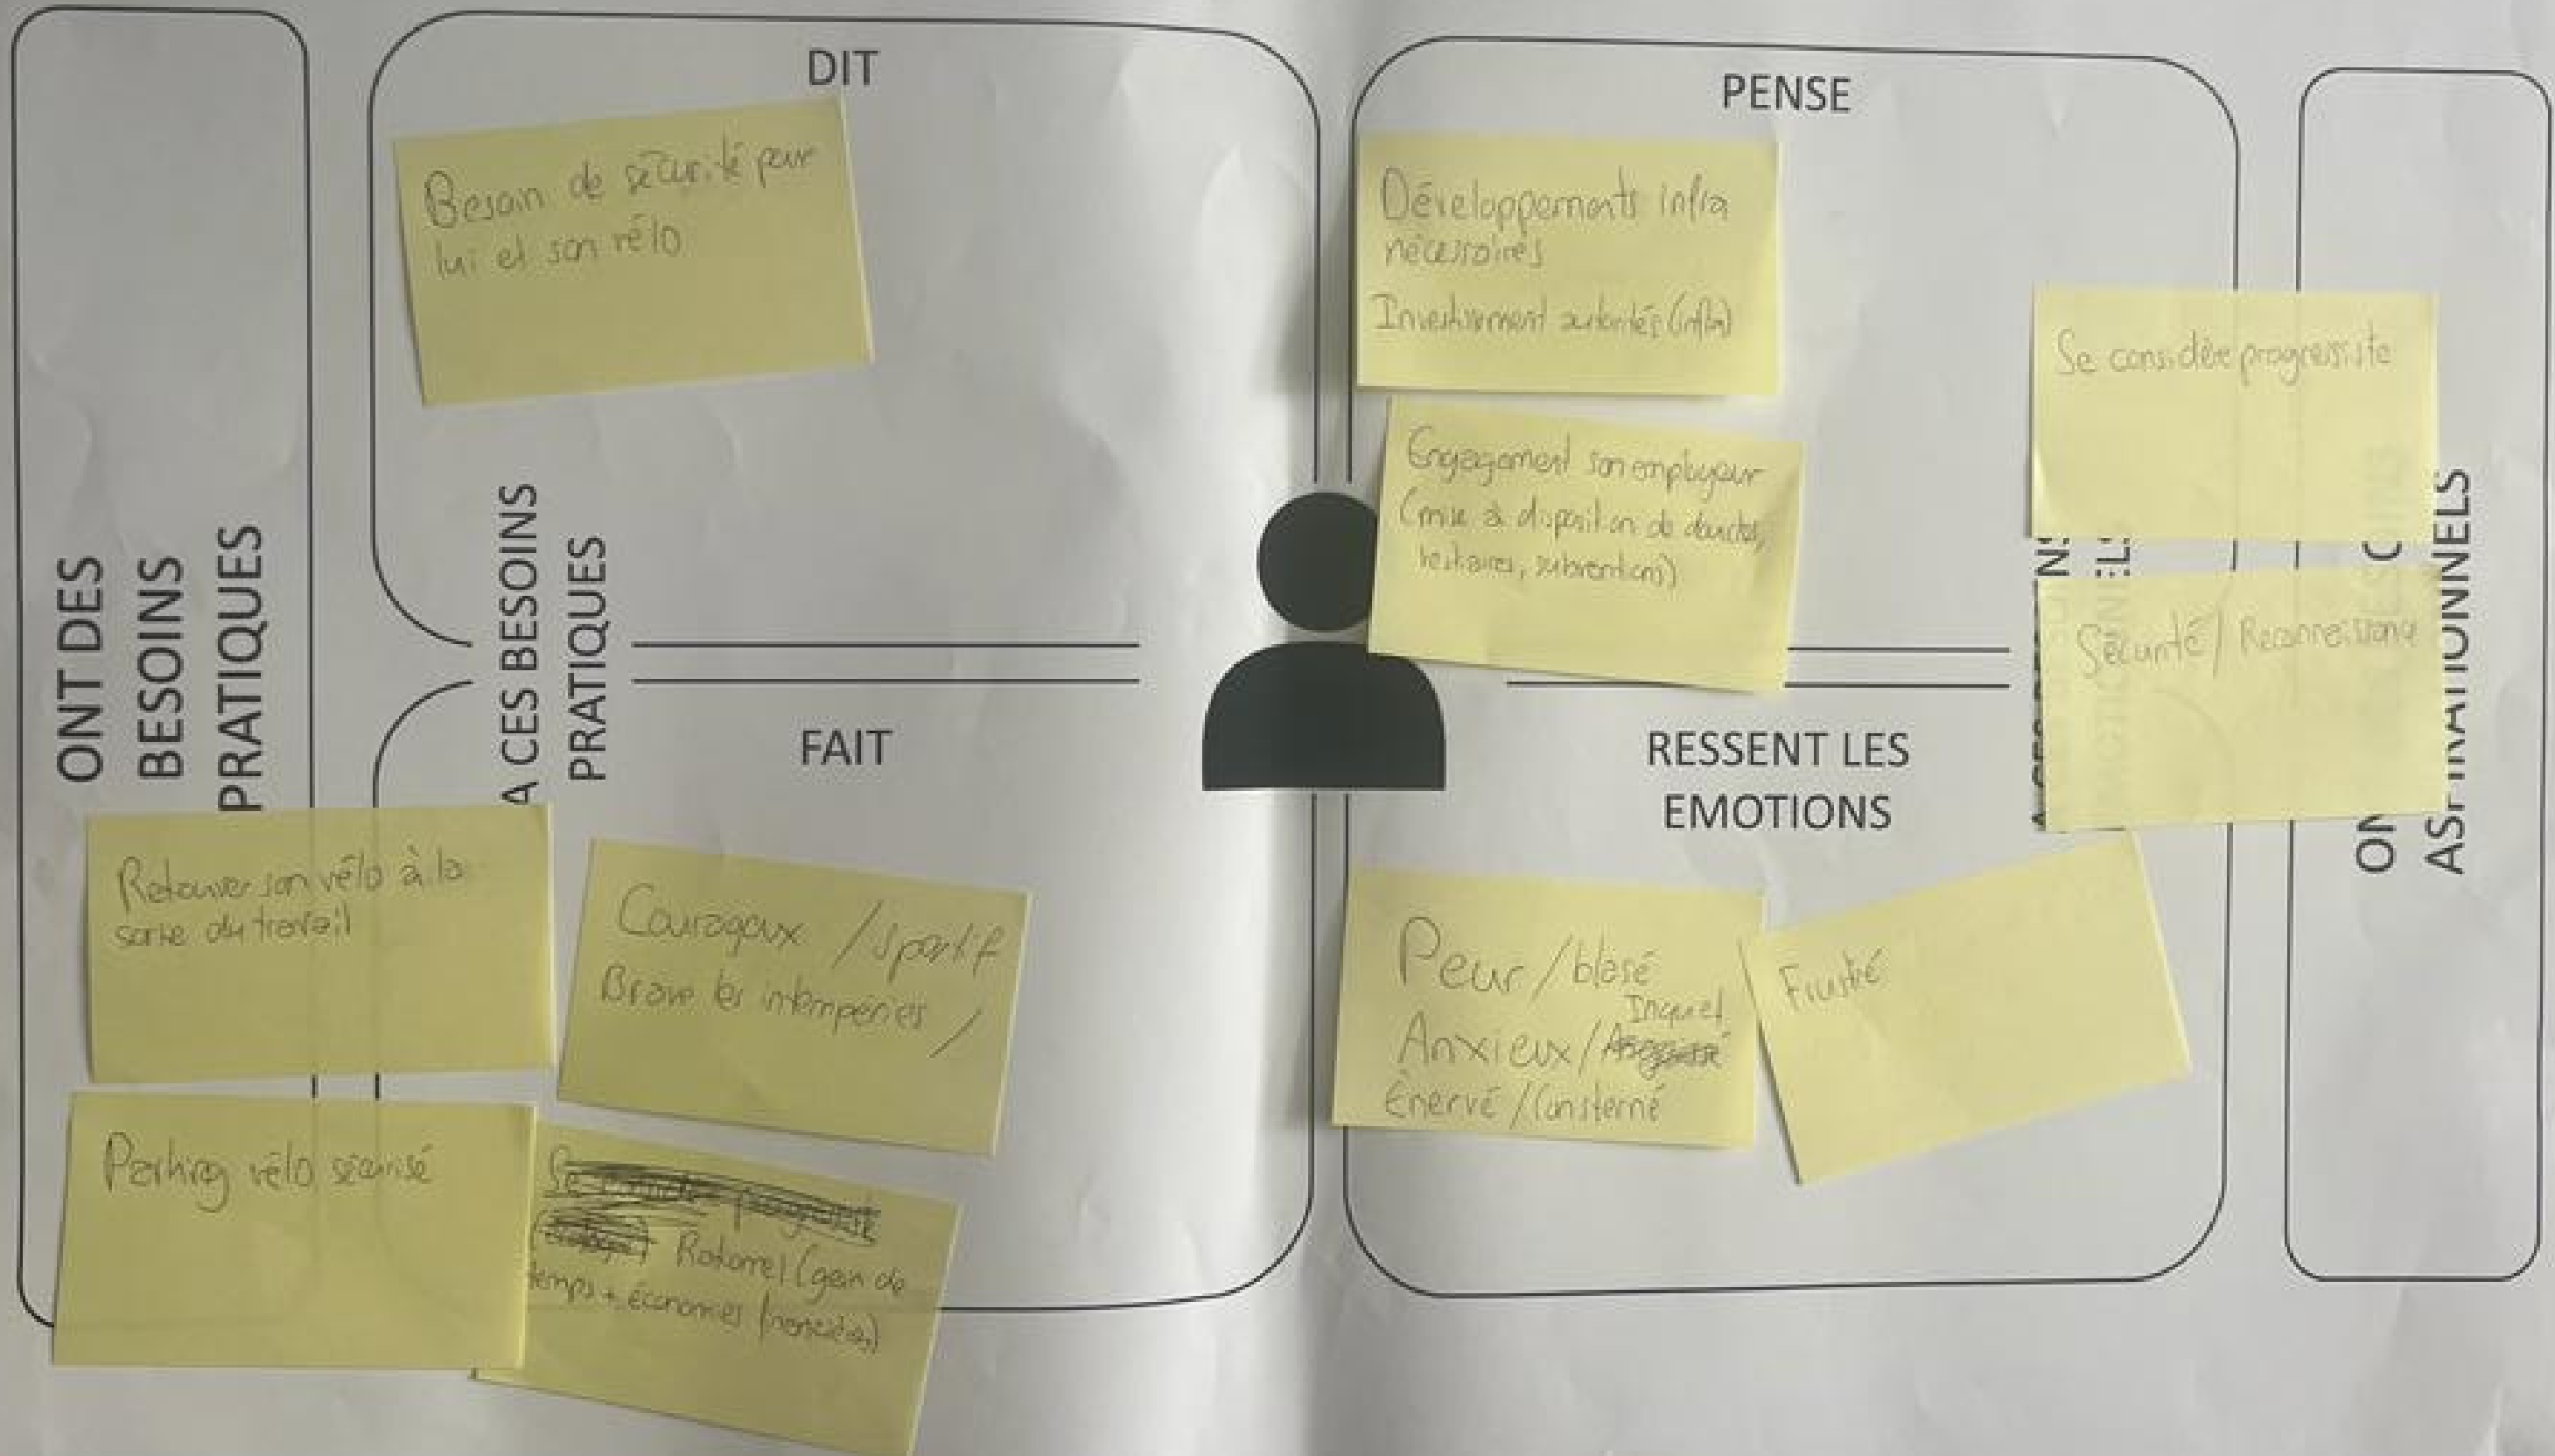 ONT DES
BESOINS
PRATIQUES
DIT
Besoin de sécurité pour
lui et son vélo
A CES BESOINS
PRATIQUES
FAIT
Retrouver son vélo à la
sortie du travail
Courageux / sportif
Brave les intempéries /
Parking vélo sécurisé
(gain de
temps + économies
PENSE
Développements infra
nécessaires
Investissement autorités (infra)
Engagement son employeur
(mise à disposition de douches,
vestiaires, subventions)
RESSENT LES
EMOTIONS
Peur / blasé
Inquiet
Anxieux /
Énervé / Consterné
Frustré
Se considère progressiste
Sécurité / Reconnaissance